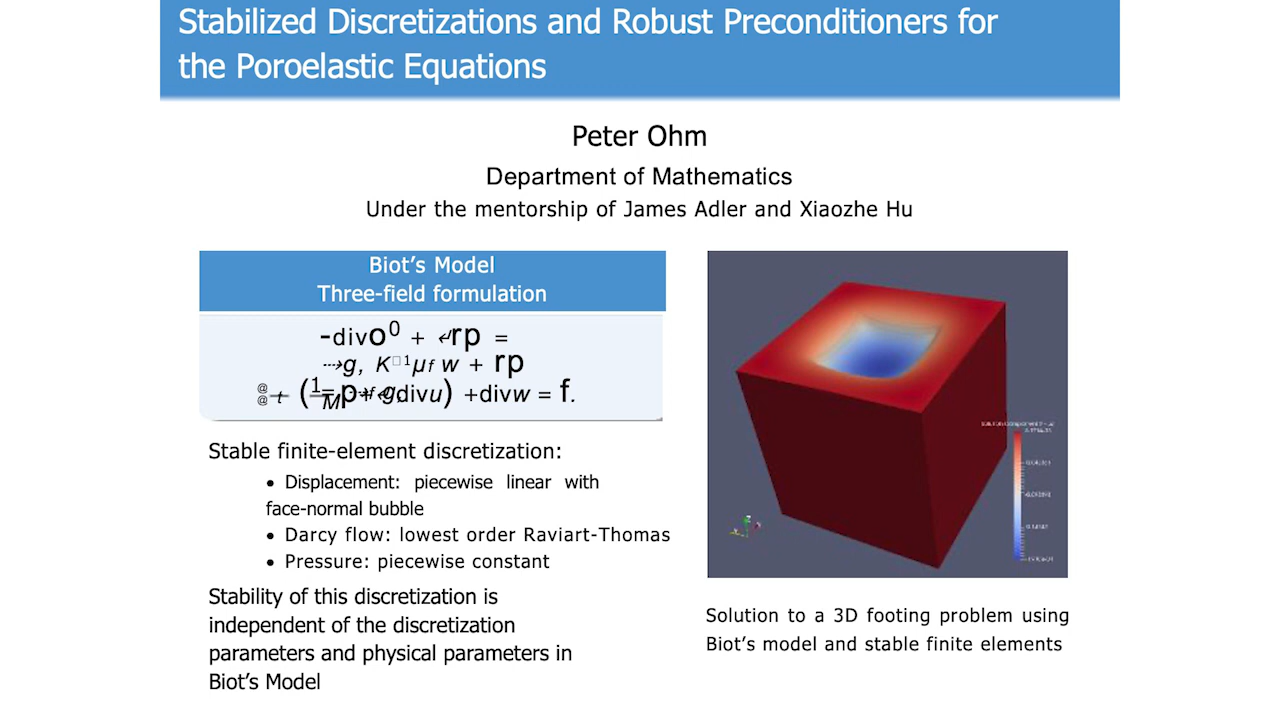 Stabilized Discretizations and Robust Preconditioners for
the Poroelastic Equations
Peter Ohm
Department of Mathematics
Under the mentorship of James Adler and Xiaozhe Hu
Biot’s Model
Three-field formulation
-divo⁰ + ↵rp =
⇢g, K□¹µf w + rp
(1 p + divu) +divw = f.
M
Stable finite-element discretization:
• Displacement: piecewise linear with
face-normal bubble
• Darcy flow: lowest order Raviart-Thomas
• Pressure: piecewise constant
Stability of this discretization is
independent of the discretization
parameters and physical parameters in
Biot’s Model
Solution to a 3D footing problem using
Biot’s model and stable finite elements